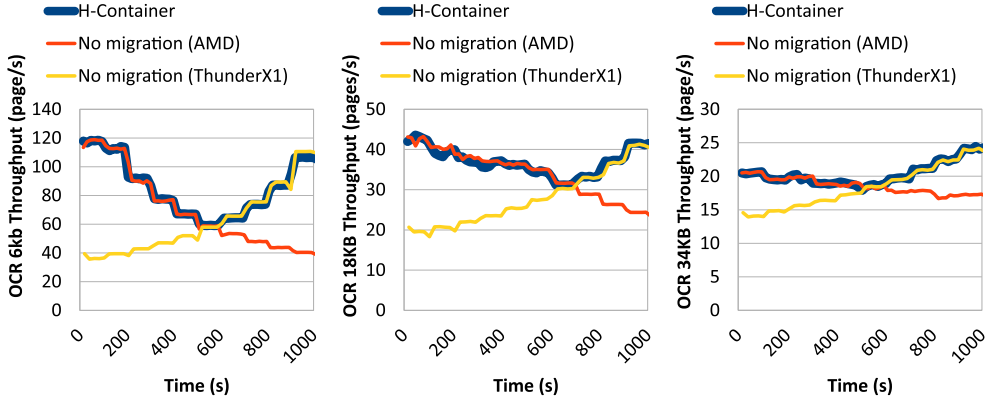 H-Container
No migration (AMD)
No migration (ThunderX1)
OCR 6kb Throughput (page/s)
140
120
100
80
60
40
20
0
0
200
400
600
800
1000
Time (s)
H-Container
No migration (AMD)
No migration (ThunderX1)
OCR 18KB Throughput (pages/s)
50
40
30
20
10
0
0
200
400
600
800
1000
Time (s)
H-Container
No migration (AMD)
No migration (ThunderX1)
OCR 34KB Throughput (page/s)
30
25
20
15
10
5
0
0
200
400
600
800
1000
Time (s)